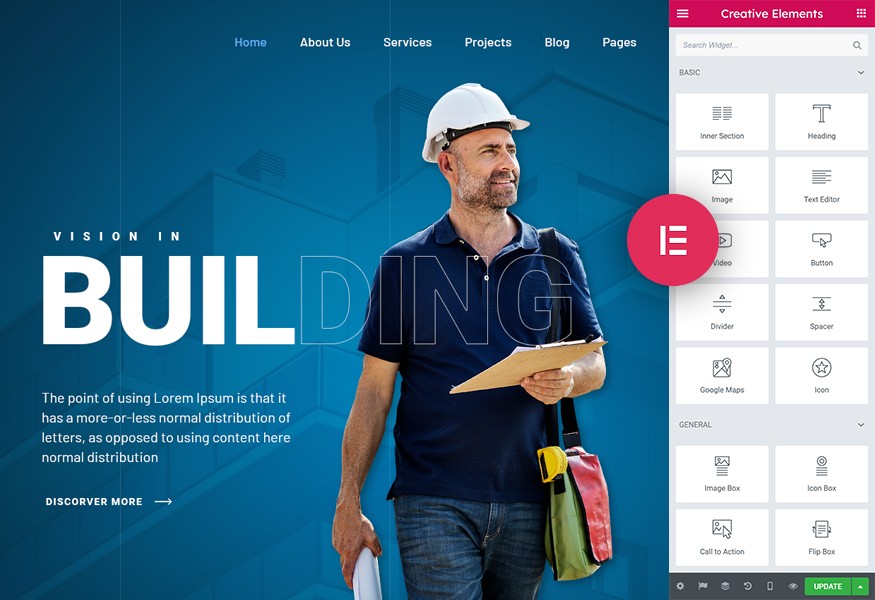 Home About Us Services Projects Blog Pages
VISION IN
BUILDING
The point of using Lorem Ipsum is that it
has a more-or-less normal distribution of
letters, as opposed to using content here
normal distribution
DISCORVER MORE
Creative Elements
Search Widget...
BASIC
Inner Section Heading
Image Text Editor
Video Button
Divider Spacer
Google Maps Icon
GENERAL
Image Box Icon Box
Call to Action Flip Box
UPDATE